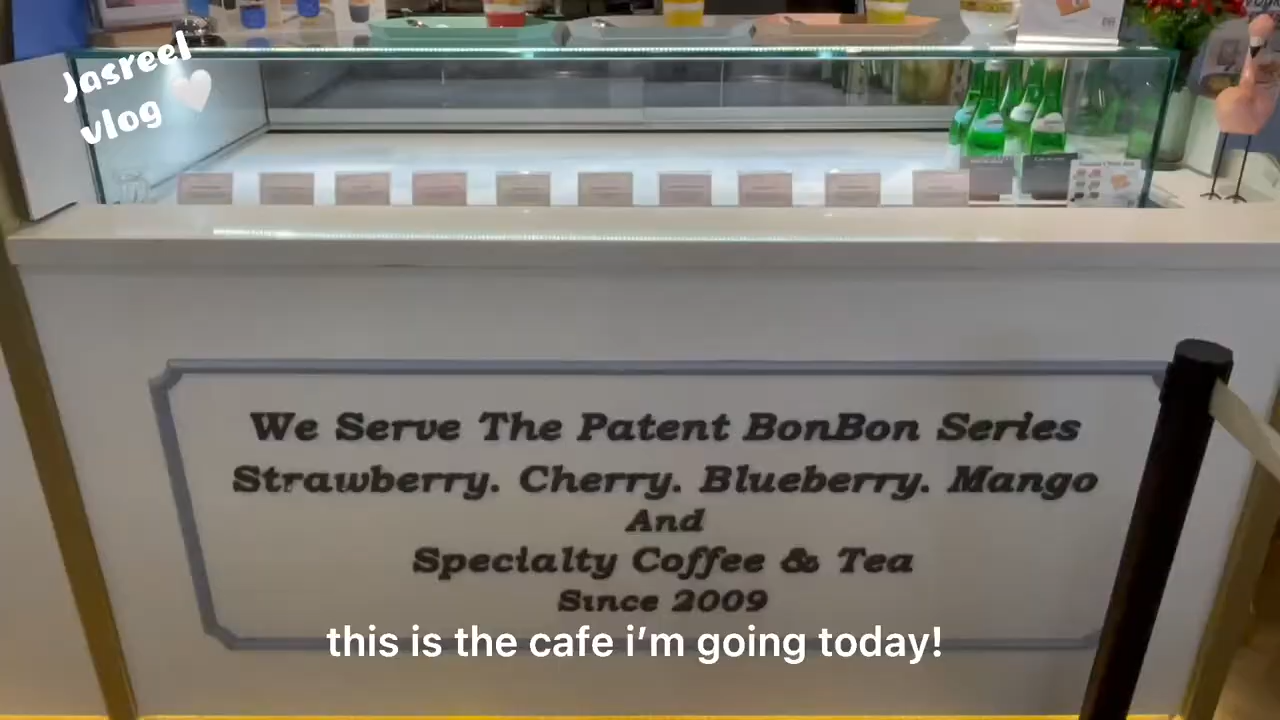 Jasreel
vlog
We Serve The Patent BonBon Series
Strawberry. Cherry. Blueberry. Mango
And
Specialty Coffee & Tea
Since 2009
this is the cafe i’m going today!